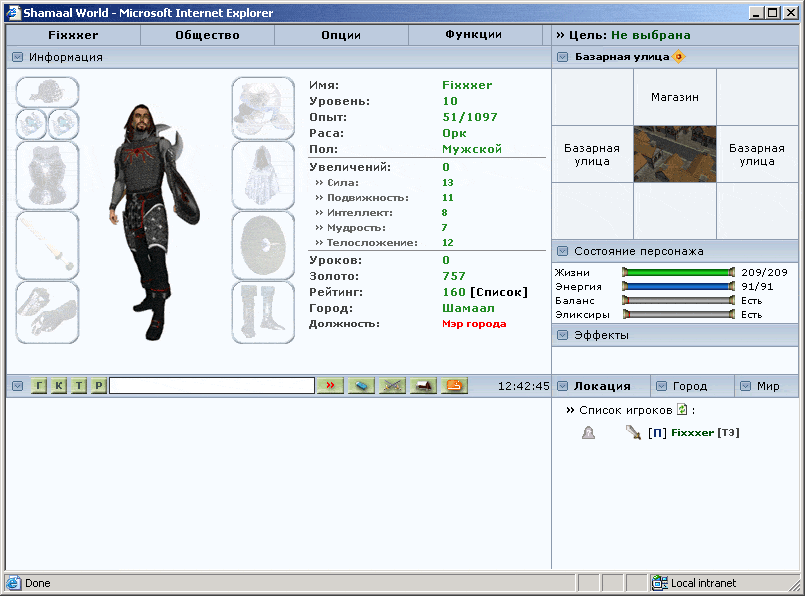 Shamaal World - Microsoft Internet Explorer
Fixxxer Общество Опции Функции
Информация
Имя: Fixxxer
Уровень: 10
Опыт: 51/1097
Раса: Орк
Пол: Мужской
Увеличений: 0
» Сила: 13
» Подвижность: 11
» Интеллект: 8
» Мудрость: 7
» Телосложение: 12
Уроков: 0
Золото: 757
Рейтинг: 160 [Список]
Город: Шамаал
Должность: Мэр города
» Цель: Не выбрана
Базарная улица
Магазин
Базарная улица
Базарная улица
Состояние персонажа
Жизни 209/209
Энергия 91/91
Баланс Есть
Эликсиры Есть
Эффекты
Г К Т Р » 12:42:45
Локация Город Мир
» Список игроков :
[П] Fixxxer [ТЭ]
Done Local intranet